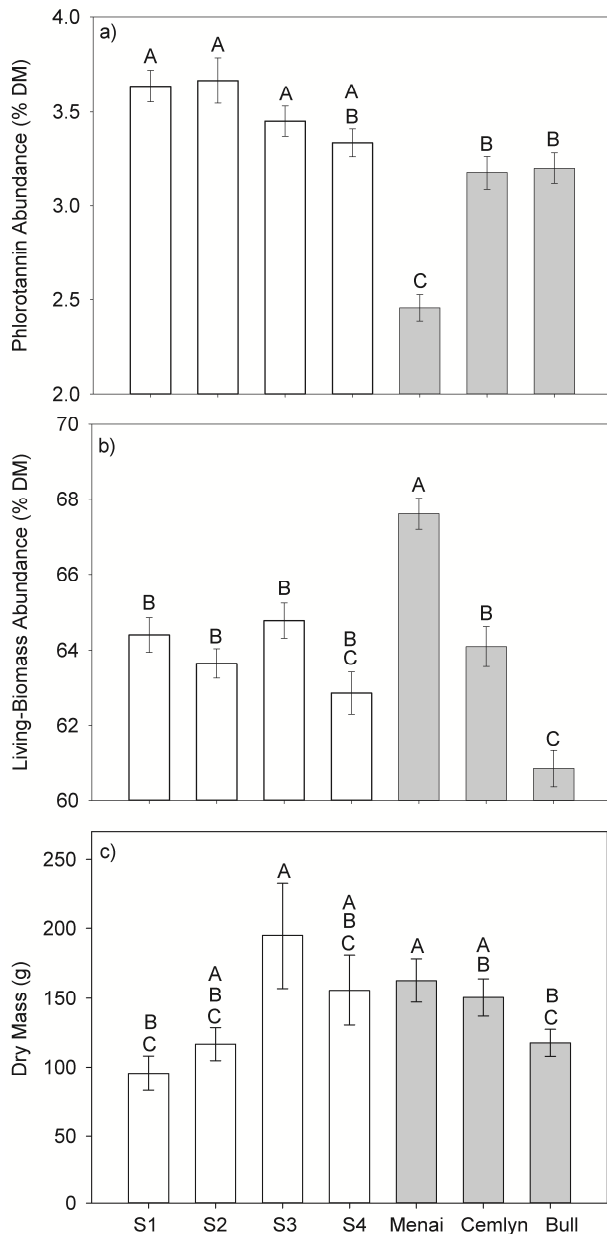 a)
Phlorotannin Abundance (% DM)
4.0
3.5
3.0
2.5
2.0
A
A
A
A
B
C
B
B
b)
Living-Biomass Abundance (% DM)
70
68
66
64
62
60
B
B
B
B
C
A
B
C
c)
Dry Mass (g)
250
200
150
100
50
0
B
C
A
B
C
A
A
B
C
A
A
B
B
C
S1 S2 S3 S4 Menai Cemlyn Bull